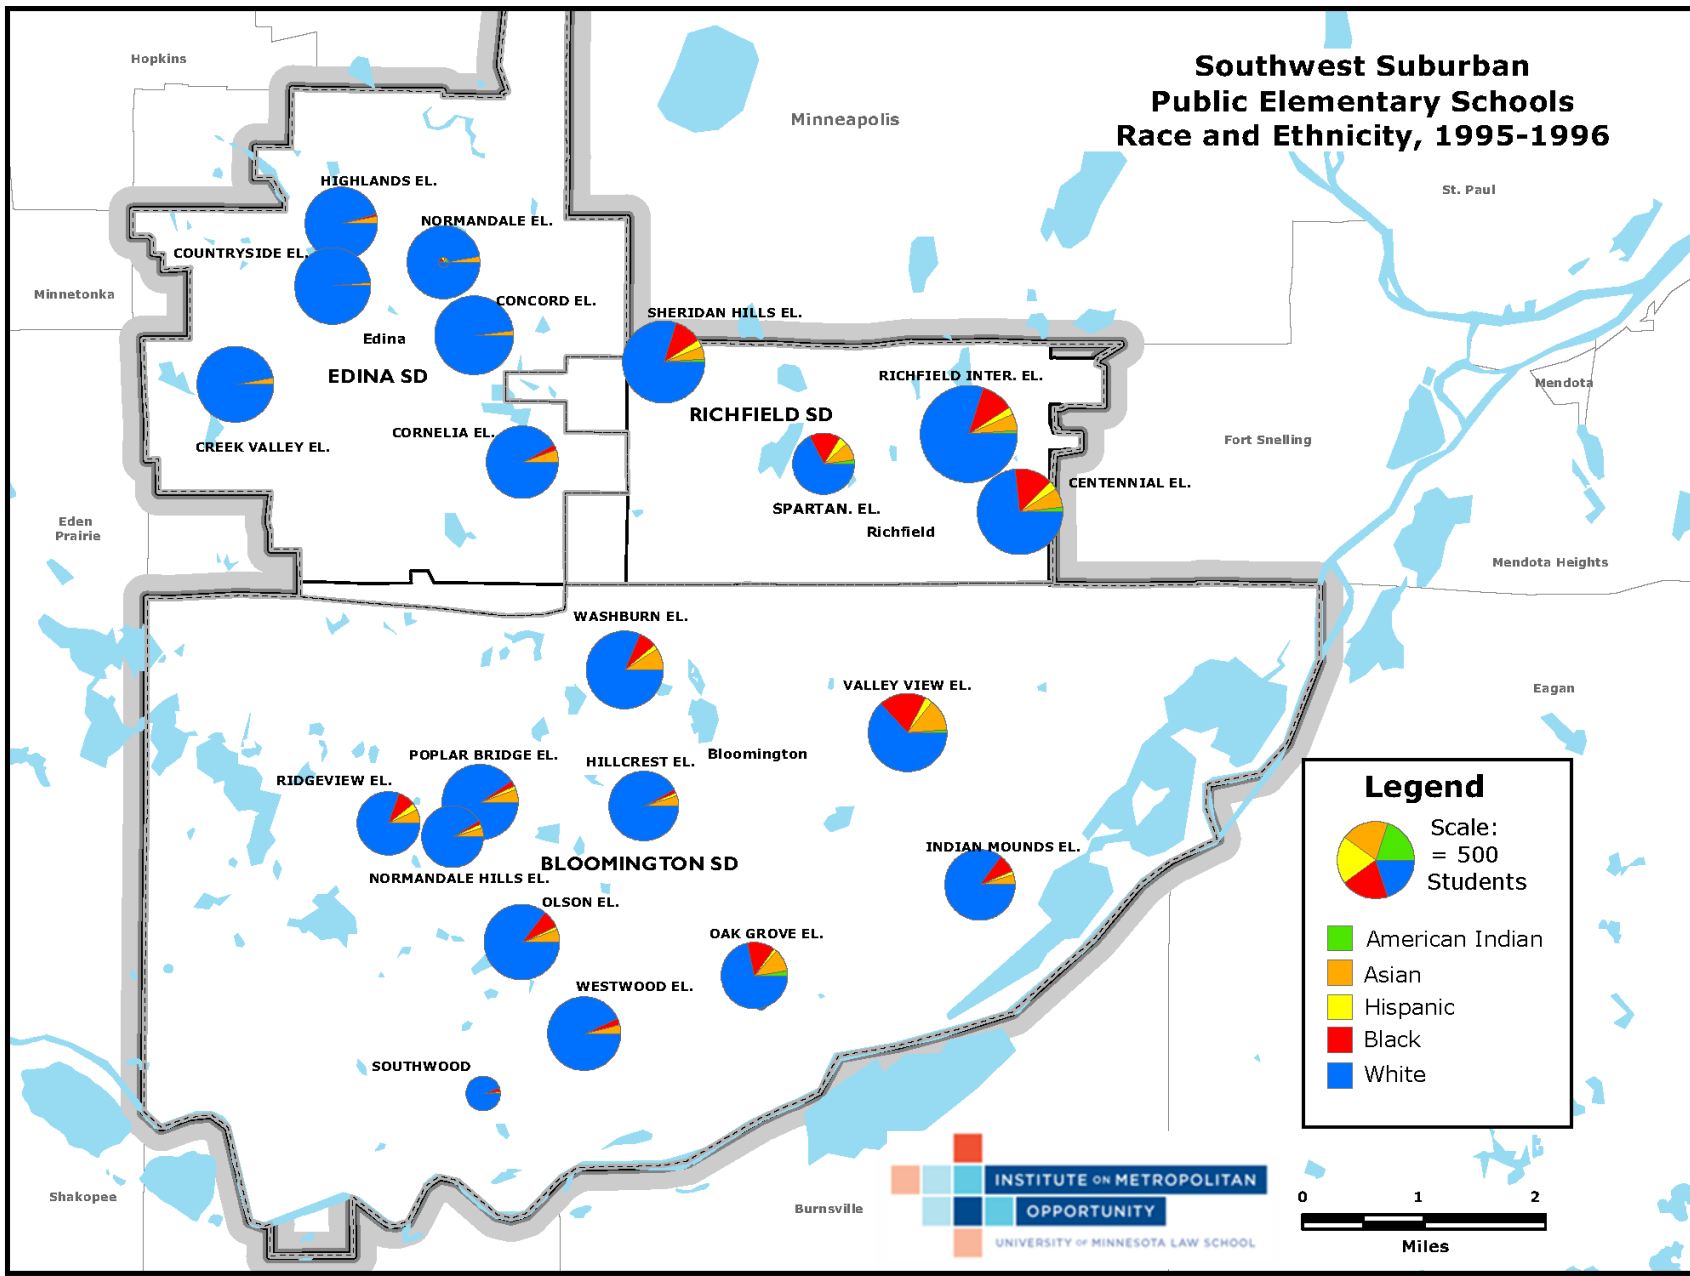 Southwest Suburban
Public Elementary Schools
Race and Ethnicity, 1995-1996
Hopkins
Minneapolis
St. Paul
HIGHLANDS EL.
NORMANDALE EL.
COUNTRYSIDE EL.
Minnetonka
CONCORD EL.
SHERIDAN HILLS EL.
Edina
EDINA SD
RICHFIELD INTER. EL.
Mendota
RICHFIELD SD
CORNELIA EL.
CREEK VALLEY EL.
Fort Snelling
CENTENNIAL EL.
SPARTAN. EL.
Richfield
Eden
Prairie
Mendota Heights
WASHBURN EL.
VALLEY VIEW EL.
Eagan
POPLAR BRIDGE EL.
HILLCREST EL.
Bloomington
RIDGEVIEW EL.
INDIAN MOUNDS EL.
BLOOMINGTON SD
NORMANDALE HILLS EL.
OLSON EL.
OAK GROVE EL.
WESTWOOD EL.
SOUTHWOOD
Legend
Scale:
= 500
Students
American Indian
Asian
Hispanic
Black
White
Shakopee
Burnsville
INSTITUTE ON METROPOLITAN
OPPORTUNITY
UNIVERSITY OF MINNESOTA LAW SCHOOL
0 1 2
Miles